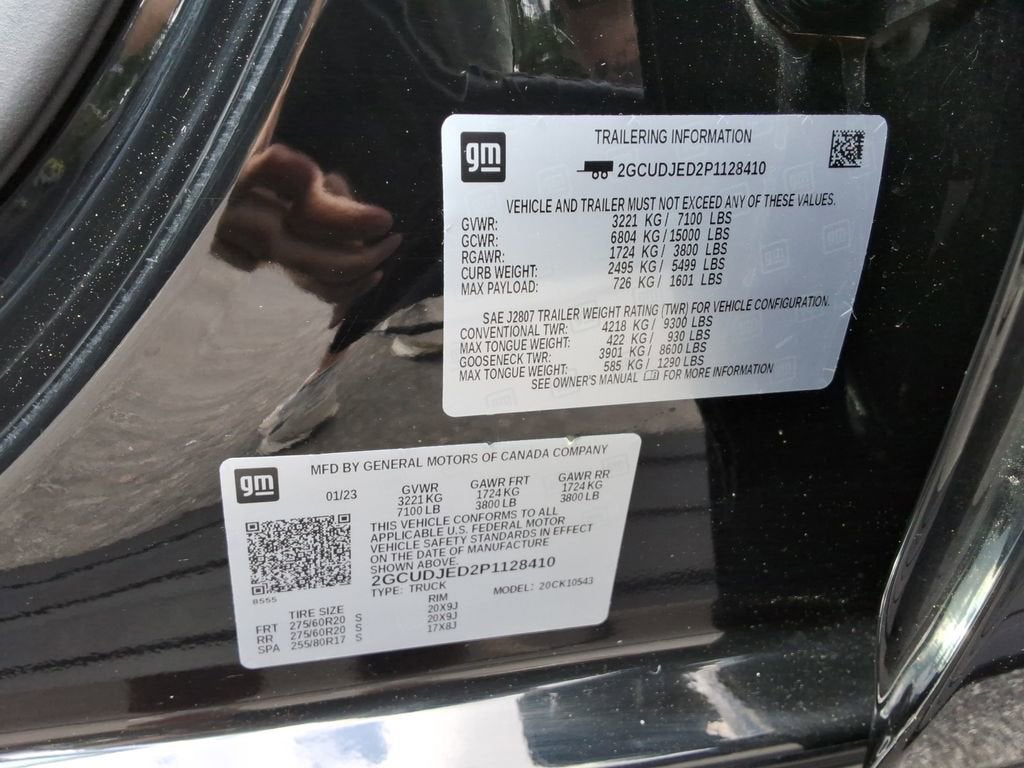 gm
TRAILERING INFORMATION
2GCUDJED2P1128410
VEHICLE AND TRAILER MUST NOT EXCEED ANY OF THESE VALUES.
GVWR: 3221 KG / 7100 LBS
GCWR: 6804 KG / 15000 LBS
RGAWR: 1724 KG / 3800 LBS
CURB WEIGHT: 2495 KG / 5499 LBS
MAX PAYLOAD: 726 KG / 1601 LBS
SAE J2807 TRAILER WEIGHT RATING (TWR) FOR VEHICLE CONFIGURATION.
CONVENTIONAL TWR: 4218 KG / 9300 LBS
MAX TONGUE WEIGHT: 422 KG / 930 LBS
GOOSENECK TWR: 3901 KG / 8600 LBS
MAX TONGUE WEIGHT: 585 KG / 1290 LBS
SEE OWNER'S MANUAL FOR MORE INFORMATION
gm
MFD BY GENERAL MOTORS OF CANADA COMPANY
01/23 GVWR GAWR FRT GAWR RR
3221 KG 1724 KG 1724 KG
7100 LB 3800 LB 3800 LB
THIS VEHICLE CONFORMS TO ALL
APPLICABLE U.S. FEDERAL MOTOR
VEHICLE SAFETY STANDARDS IN EFFECT
ON THE DATE OF MANUFACTURE
SHOWN ABOVE.
2GCUDJED2P1128410
TYPE: TRUCK MODEL: 20CK10543
8555
TIRE SIZE RIM
FRT 275/60R20 S 20X9J
RR 275/60R20 S 20X9J
SPA 255/80R17 S 17X8J